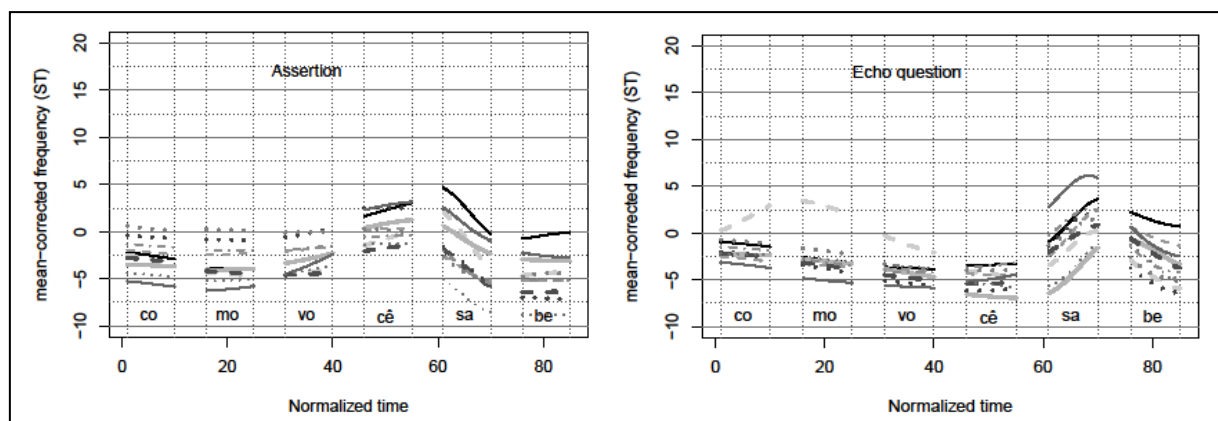 mean−corrected frequency (ST)
20
15
10
5
0
−5
−10
Assertion
co mo vo cê sa be
0 20 40 60 80
Normalized time
mean−corrected frequency (ST)
20
15
10
5
0
−5
−10
Echo question
co mo vo cê sa be
0 20 40 60 80
Normalized time